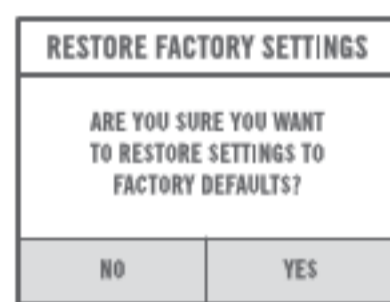 RESTORE FACTORY SETTINGS
ARE YOU SURE YOU WANT
TO RESTORE SETTINGS TO
FACTORY DEFAULTS?
NO YES